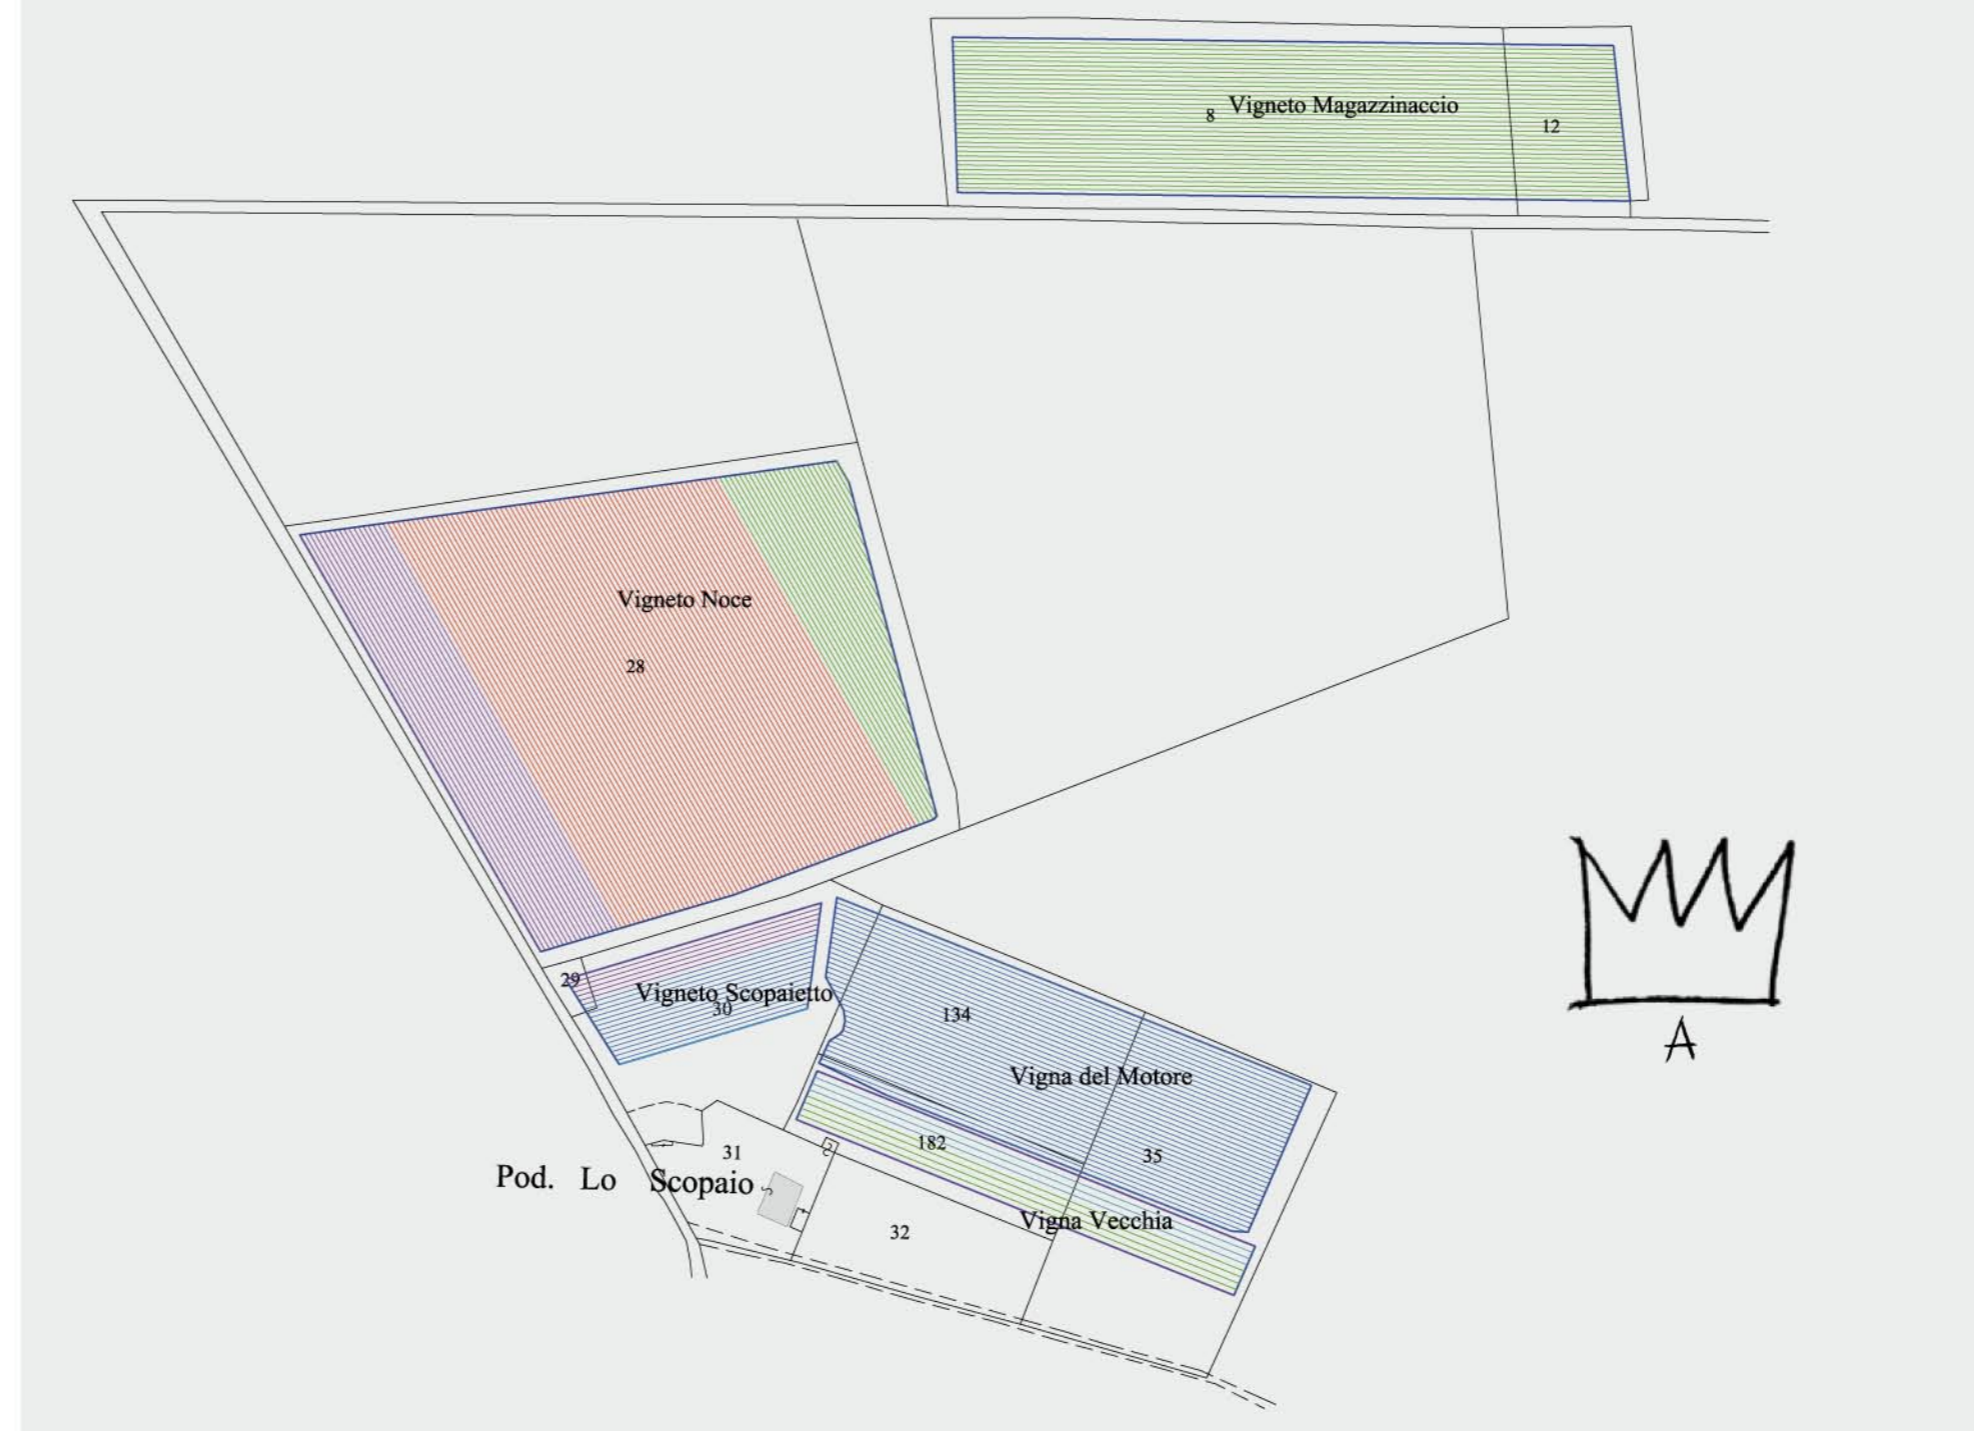 8 Vigneto Magazzinaccio
12
Vigneto Noce
28
29
Vigneto Scopaietto
30
134
Vigna del Motore
182
35
31
Pod. Lo Scopaio
Vigna Vecchia
32
A